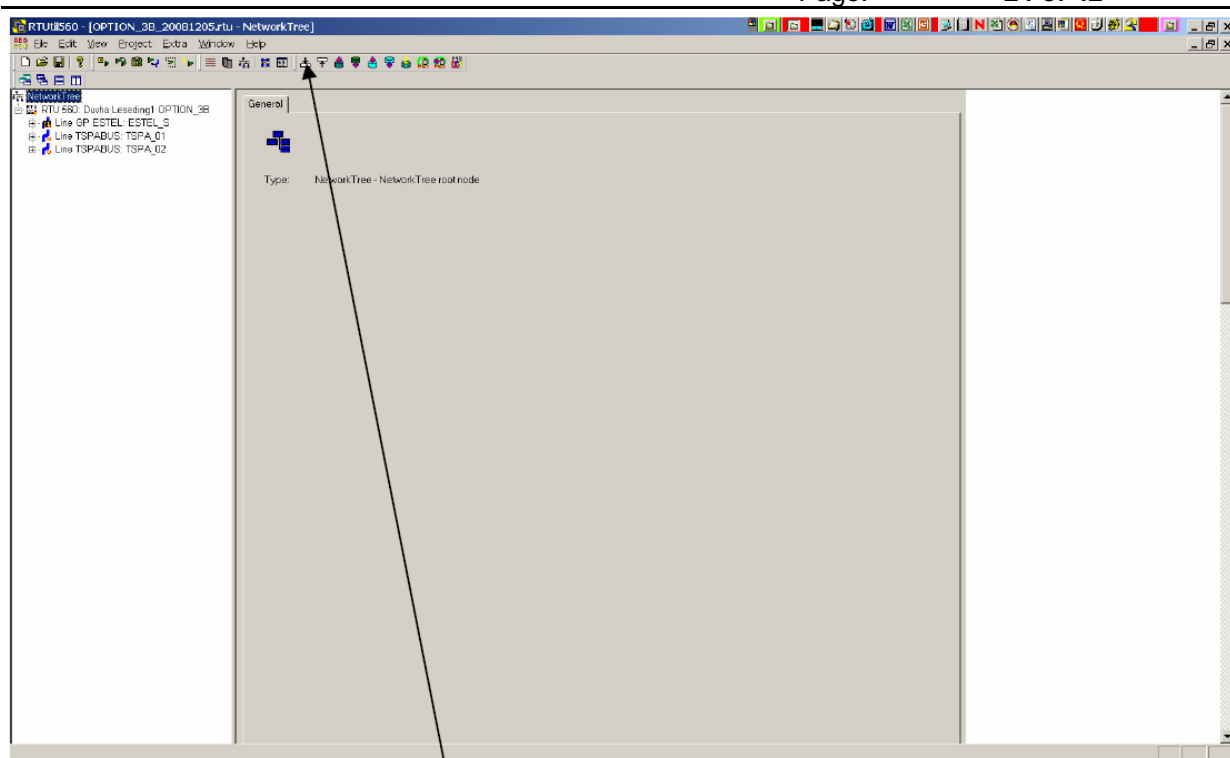 RTUtil560 - [OPTION_3B_20081205.rtu - NetworkTree]
File Edit View Project Extra Window Help
NetworkTree
RTU 560: Duvha Leseding1 OPTION_3B
Line GP ESTEL: ESTEL_S
Line TSPABUS: TSPA_01
Line TSPABUS: TSPA_02
General
Type: NetworkTree - NetworkTree root node